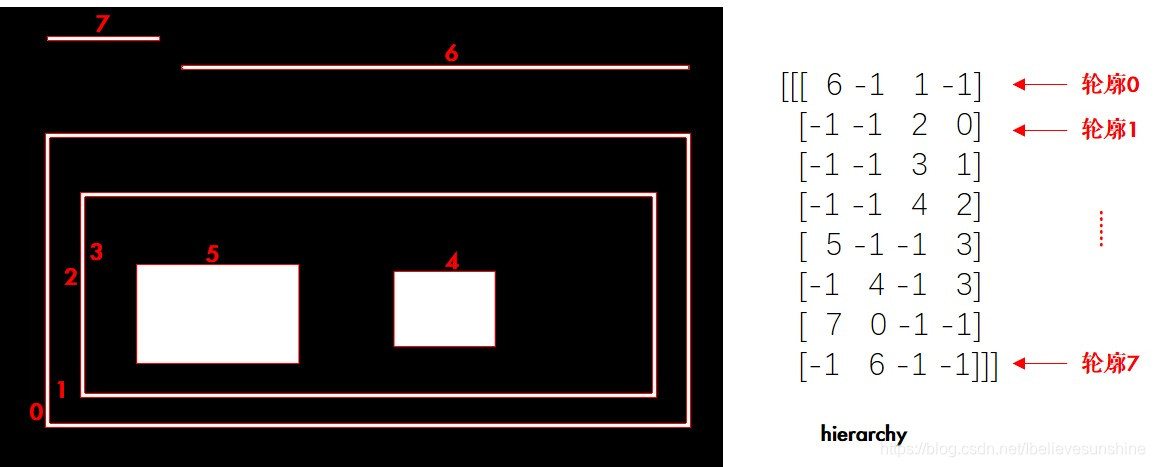 7
6
3
5
4
2
1
0
[[[ 6 -1 1 -1]
轮廓0
[-1 -1 2 0]
轮廓1
[-1 -1 3 1]
[-1 -1 4 2]
[ 5 -1 -1 3]
[-1 4 -1 3]
[ 7 0 -1 -1]
[-1 6 -1 -1]]]
轮廓7
hierarchy
https://blog.csdn.net/Ibelievesunshine